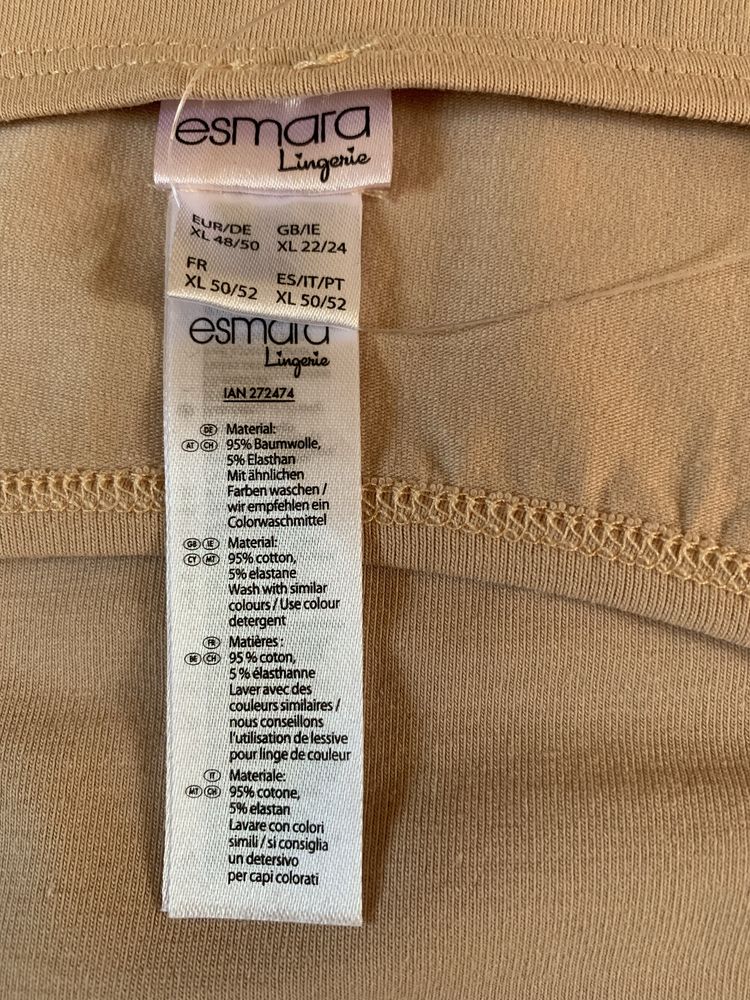 esmara
Lingerie
EUR/DE
XL 48/50
GB/IE
XL 22/24
FR
XL 50/52
ES/IT/PT
XL 50/52
esmara
Lingerie
IAN 272474
DE Material:
AT CH 95% Baumwolle,
5% Elasthan
Mit ähnlichen
Farben waschen /
wir empfehlen ein
Colorwaschmittel
GB IE Material:
CY MT 95% cotton,
5% elastane
Wash with similar
colours / Use colour
detergent
FR Matières :
BE CH 95 % coton,
5 % élasthanne
Laver avec des
couleurs similaires /
nous conseillons
l'utilisation de lessive
pour linge de couleur
IT Materiale:
MT CH 95% cotone,
5% elastan
Lavare con colori
simili / si consiglia
un detersivo
per capi colorati